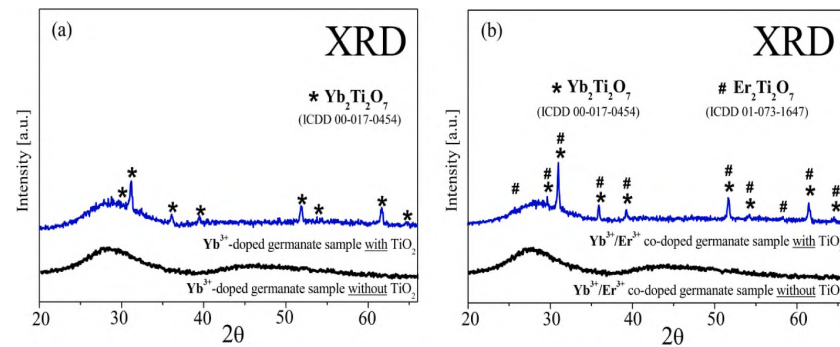 (a)
XRD
* Yb₂Ti₂O₇
(ICDD 00-017-0454)
* * * * * * * *
Yb³⁺-doped germanate sample with TiO₂
Yb³⁺-doped germanate sample without TiO₂
Intensity [a.u.]
20 30 40 50 60
2θ
(b)
XRD
* Yb₂Ti₂O₇
(ICDD 00-017-0454)
# Er₂Ti₂O₇
(ICDD 01-073-1647)
# # # # # # # # # #
* * * * * * * *
Yb³⁺/Er³⁺ co-doped germanate sample with TiO
Yb³⁺/Er³⁺ co-doped germanate sample without TiO
Intensity [a.u.]
20 30 40 50 60
2θ